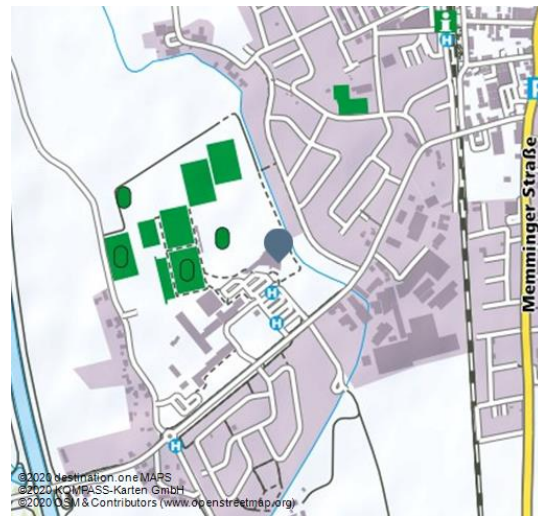 i
H
P
Memminger-Straße
H
H
H
©2020 destination.one MAPS
©2020 KOMPASS-Karten GmbH
©2020 OSM & Contributors (www.openstreetmap.org)